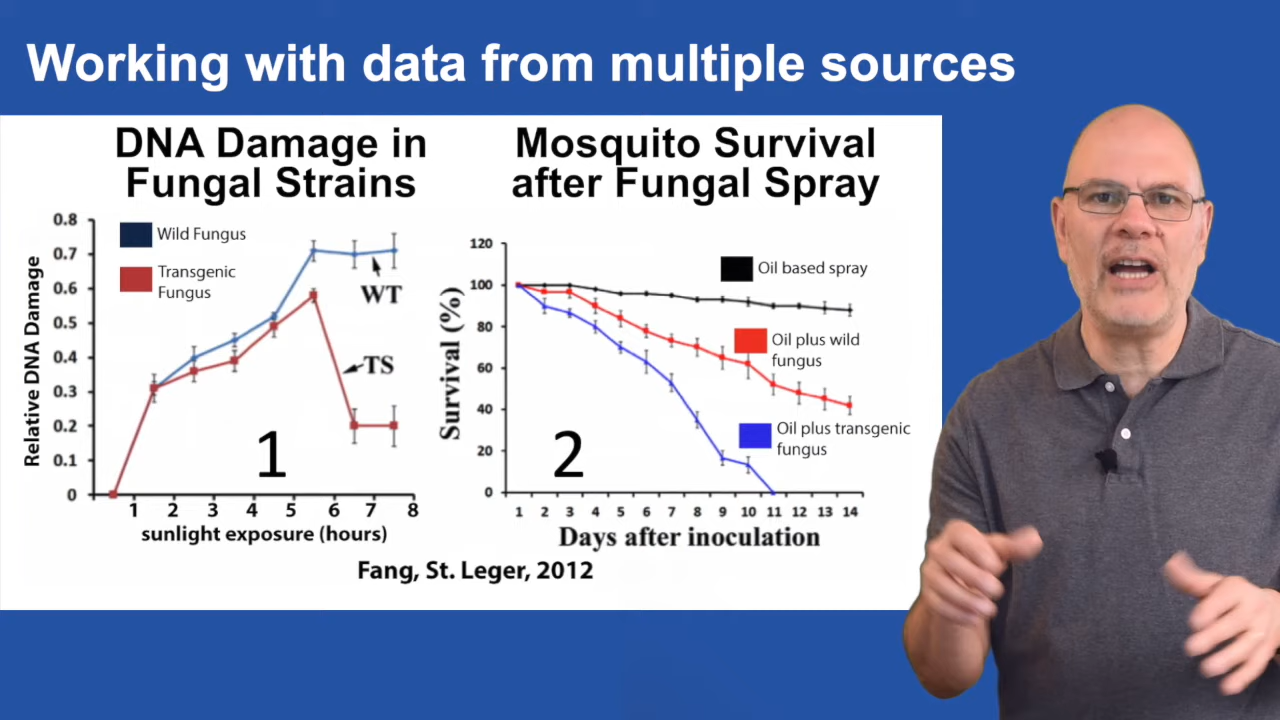 Working with data from multiple sources
DNA Damage in
Fungal Strains
Relative DNA Damage
0.8
0.7
0.6
0.5
0.4
0.3
0.2
0.1
0
Wild Fungus
Transgenic
Fungus
WT
TS
1
1 2 3 4 5 6 7 8
sunlight exposure (hours)
Mosquito Survival
after Fungal Spray
Survival (%)
120
100
80
60
40
20
0
Oil based spray
Oil plus wild
fungus
Oil plus transgenic
fungus
2
1 2 3 4 5 6 7 8 9 10 11 12 13 14
Days after inoculation
Fang, St. Leger, 2012